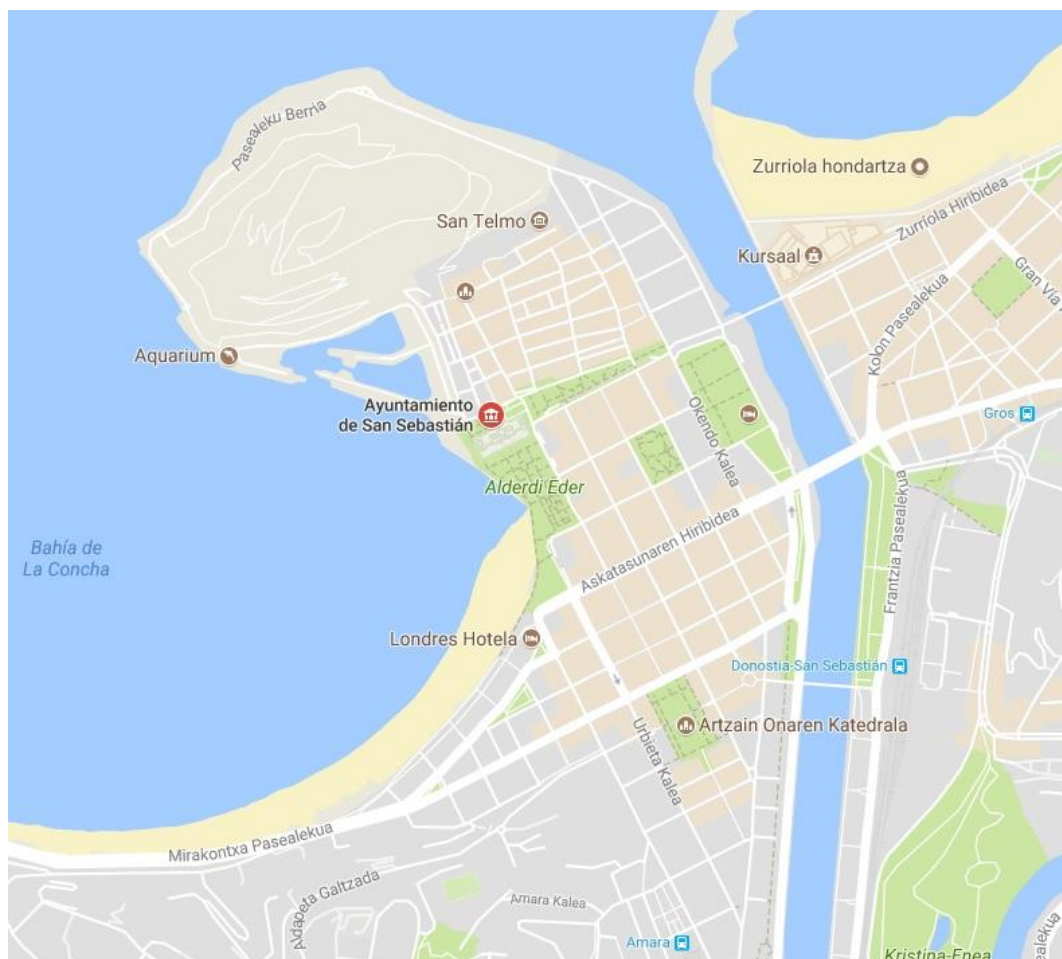 Pasealeku Berria
Zurriola hondartza
San Telmo
Zurriola Hiribidea
Kursaal
Gran Vía
Kolon Pasealekua
Aquarium
Ayuntamiento
de San Sebastián
Okendo Kalea
Gros
Alderdi Eder
Frantzia Pasealekua
Askatasunaren Hiribidea
Bahía de
La Concha
Londres Hotela
Donostia-San Sebastián
Artzain Onaren Katedrala
Urbieta Kalea
Mirakontxa Pasealekua
Aldapeta Galtzada
Amara Kalea
Amara
Kristina-Enea
ealekua